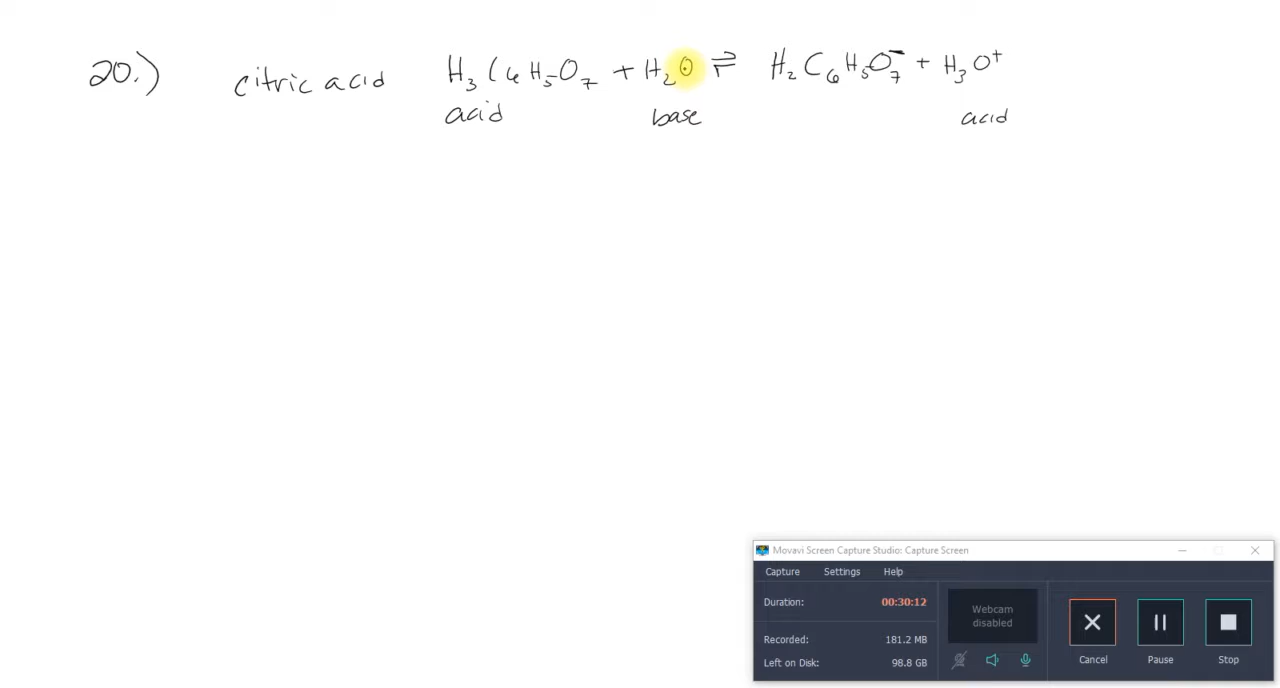 20.) citric acid H₃C₆H₅O₇ + H₂O ⇌ H₂C₆H₅O₇⁻ + H₃O⁺
acid base acid
Movavi Screen Capture Studio: Capture Screen
Capture Settings Help
Duration: 00:30:12
Webcam
disabled
Recorded: 181.2 MB
Left on Disk: 98.8 GB
Cancel Pause Stop